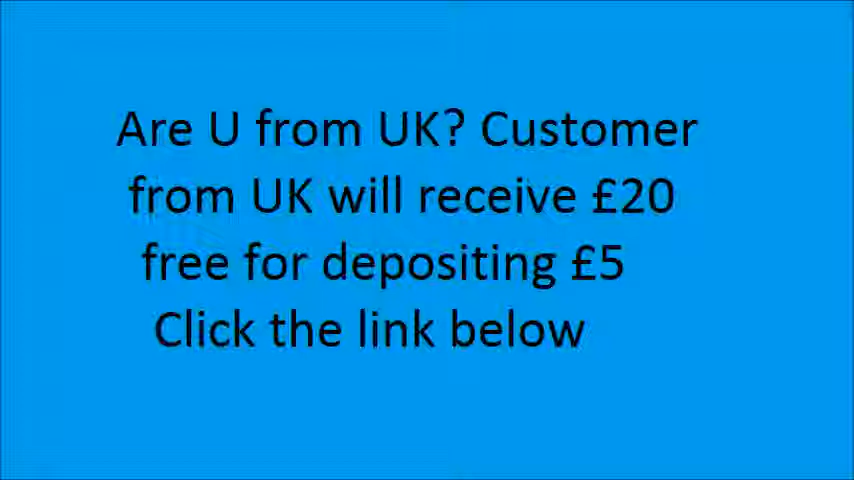 Are U from UK? Customer
from UK will receive £20
free for depositing £5
Click the link below